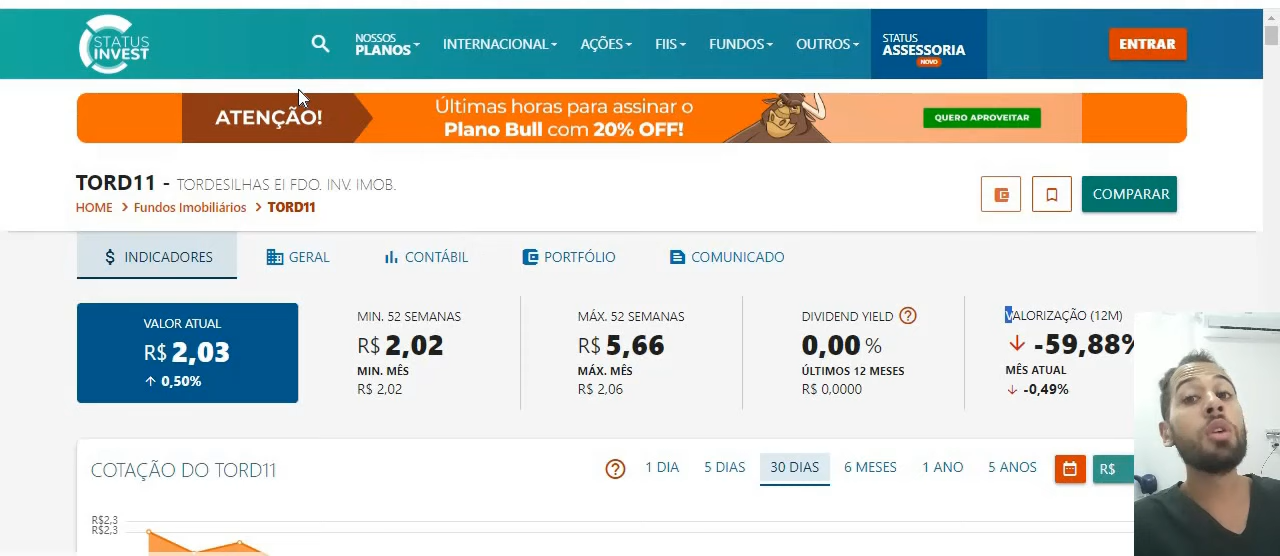 STATUS
INVEST
NOSSOS
PLANOS
INTERNACIONAL
AÇÕES
FIIS
FUNDOS
OUTROS
STATUS
ASSESSORIA
NOVO
ENTRAR
ATENÇÃO!
Últimas horas para assinar o
Plano Bull com 20% OFF!
QUERO APROVEITAR
TORD11 - TORDESILHAS EI FDO. INV. IMOB.
HOME > Fundos Imobiliários > TORD11
COMPARAR
INDICADORES
GERAL
CONTÁBIL
PORTFÓLIO
COMUNICADO
VALOR ATUAL
R$ 2,03
↑ 0,50%
MIN. 52 SEMANAS
R$ 2,02
MIN. MÊS
R$ 2,02
MÁX. 52 SEMANAS
R$ 5,66
MÁX. MÊS
R$ 2,06
DIVIDEND YIELD ?
0,00 %
ÚLTIMOS 12 MESES
R$ 0,0000
VALORIZAÇÃO (12M)
↓ -59,88%
MÊS ATUAL
↓ -0,49%
COTAÇÃO DO TORD11
? 1 DIA 5 DIAS 30 DIAS 6 MESES 1 ANO 5 ANOS R$
R$2,3
R$2,3